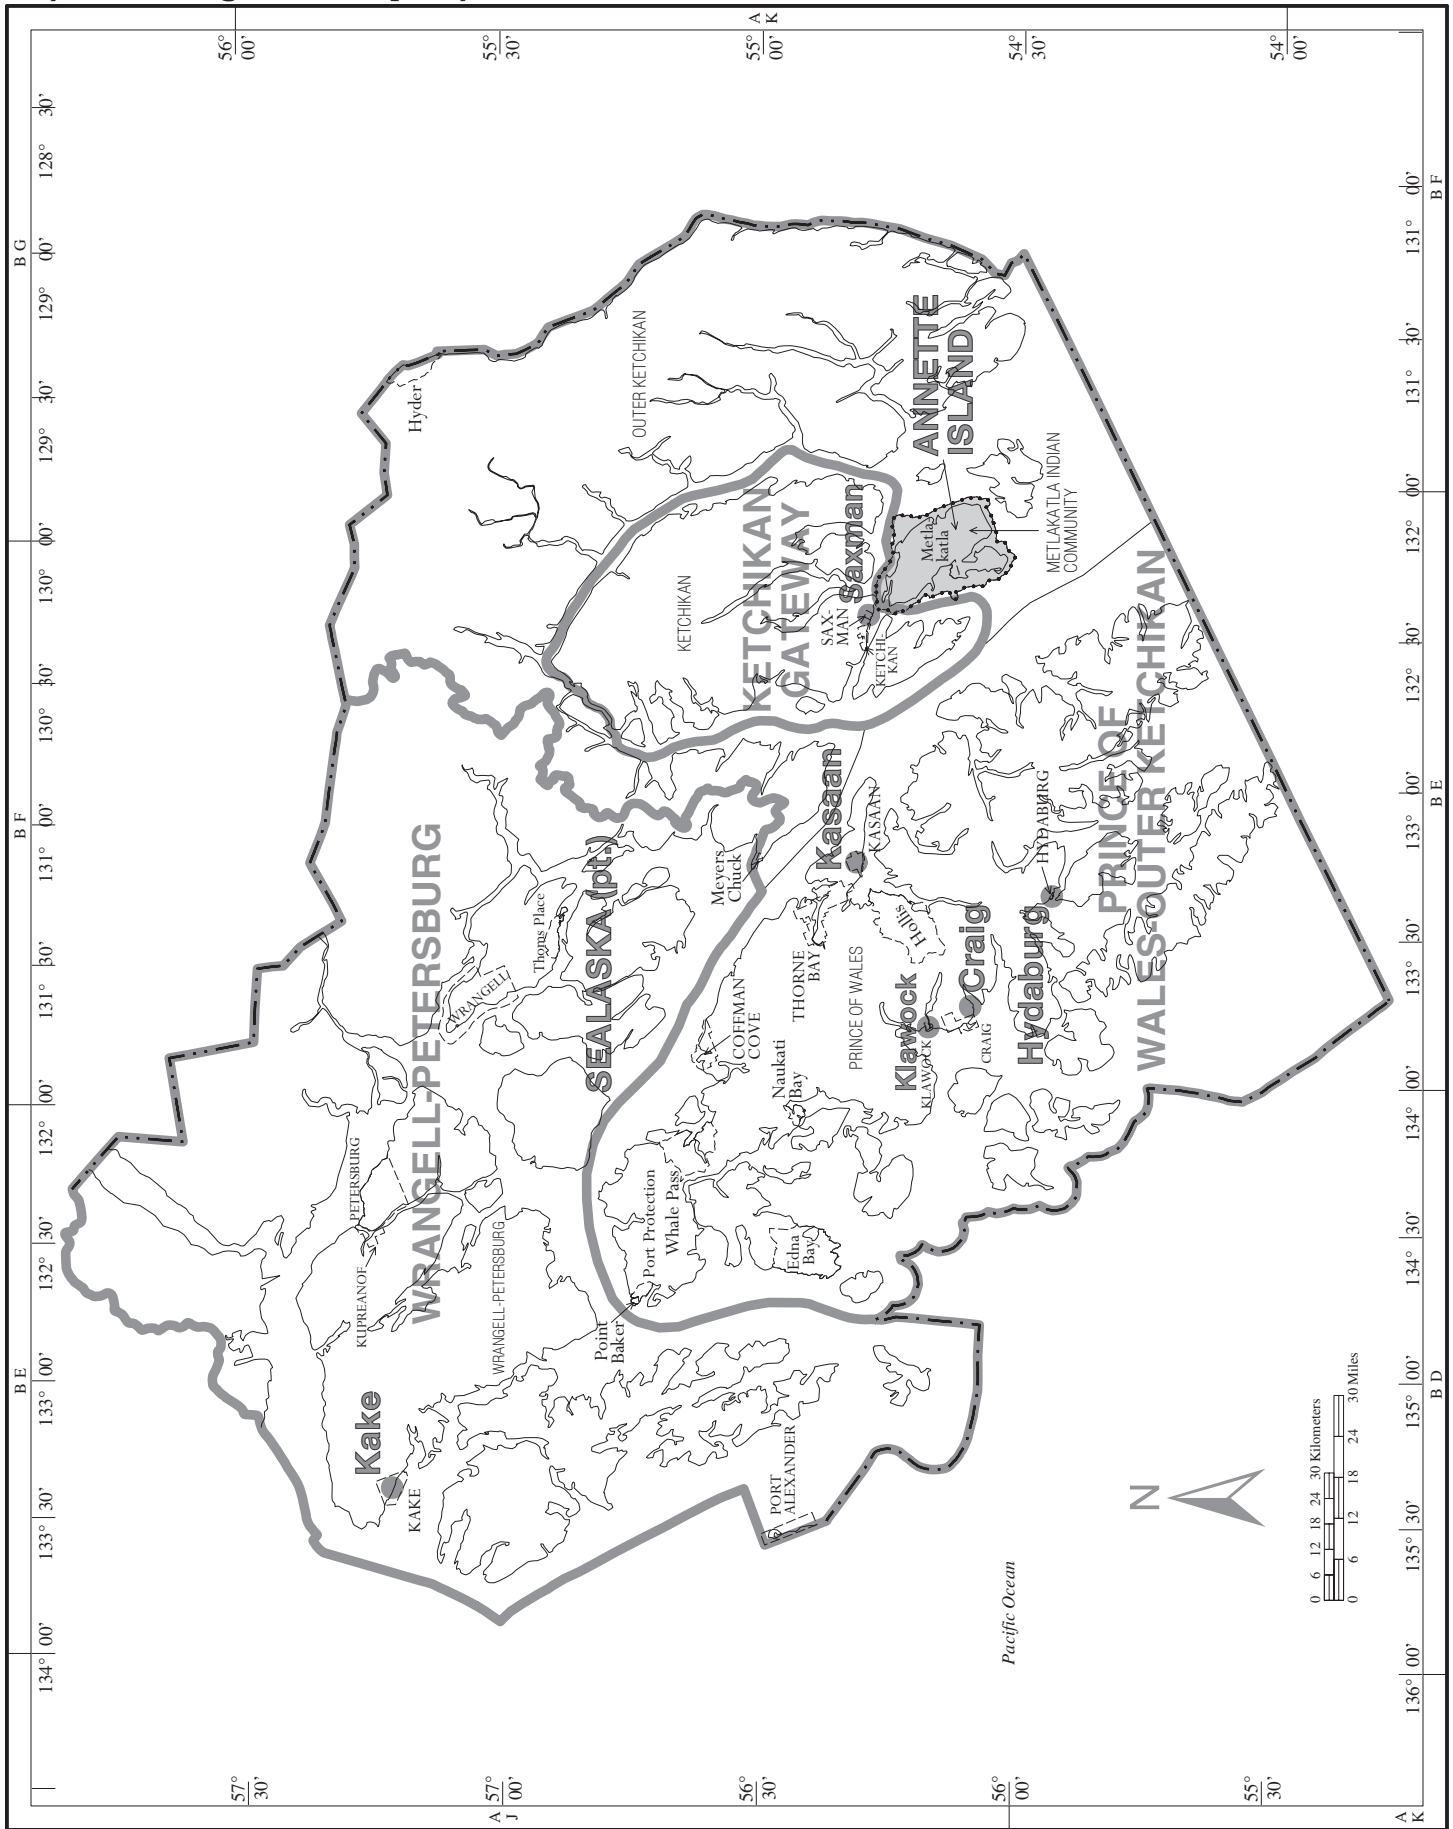 B E
B F
B G
134° 00'
133° 30'
133° 00'
132° 30'
132° 00'
131° 30'
131° 00'
130° 30'
130° 00'
129° 30'
129° 00'
128° 30'
57°
30'
56°
00'
Kake
KAKE
KUPREANOF
PETERSBURG
WRANGELL-PETERSBURG
Hyder
WRANGELL
57°
00'
A
J
WRANGELL-PETERSBURG
Thoms Place
55°
30'
SEALASKA (pt.)
Point
Baker
Port Protection
Whale Pass
OUTER KETCHIKAN
KETCHIKAN
Meyers
Chuck
COFFMAN
COVE
KETCHIKAN
GATEWAY
56°
30'
55°
00'
A
K
PORT
ALEXANDER
Edna
Bay
Naukati
Bay
THORNE
BAY
Kasaan
KASAAN
SAX-
MAN
Saxman
KETCHI-
KAN
PRINCE OF WALES
Hollis
Klawock
KLAWOCK
Craig
CRAIG
Metla-
katla
ANNETTE
ISLAND
56°
00'
54°
30'
Pacific Ocean
Hydaburg
HYDABURG
METLAKATLA INDIAN
COMMUNITY
PRINCE OF
WALES-OUTER KETCHIKAN
N
55°
30'
54°
00'
0 6 12 18 24 30 Kilometers
0 6 12 18 24 30 Miles
136° 00'
135° 30'
135° 00'
134° 30'
134° 00'
133° 30'
133° 00'
132° 30'
132° 00'
131° 30'
131° 00'
A
K
B D
B E
B F